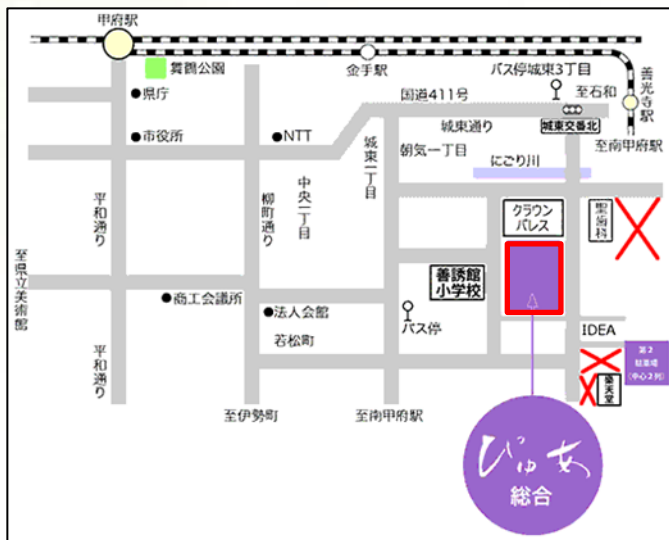 甲府駅
舞鶴公園
金手駅
バス停城東3丁目
善光寺駅
国道411号
至石和
●県庁
●市役所
●NTT
城東通り
城東交番北
至南甲府駅
城東一丁目
朝気一丁目
にごり川
平和通り
柳町通り
中央一丁目
クラウン
パレス
聖歯科
至県立美術館
善誘館
小学校
●商工会議所
●法人会館
バス停
若松町
IDEA
平和通り
第2
駐車場
(中心2列)
至伊勢町
至南甲府駅
ぴゅあ
総合